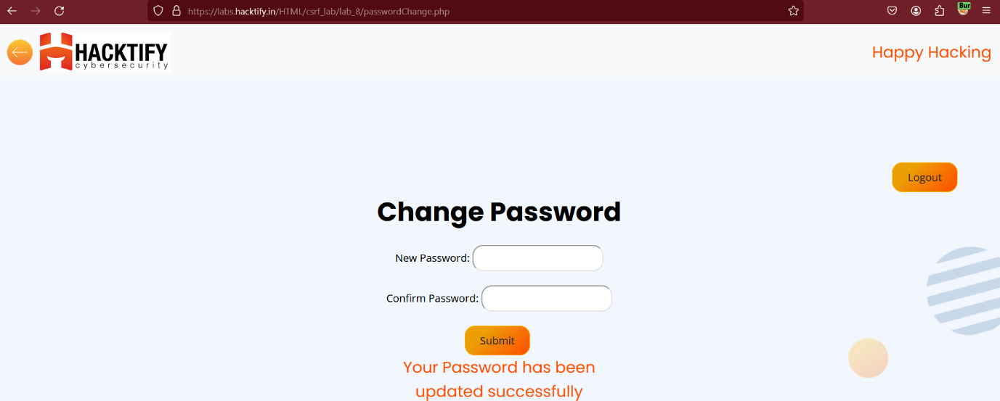 https://labs.hacktify.in/HTML/csrf_lab/lab_8/passwordChange.php
Bur
HACKTIFY
cybersecurity
Happy Hacking
Logout
Change Password
New Password:
Confirm Password:
Submit
Your Password has been
updated successfully